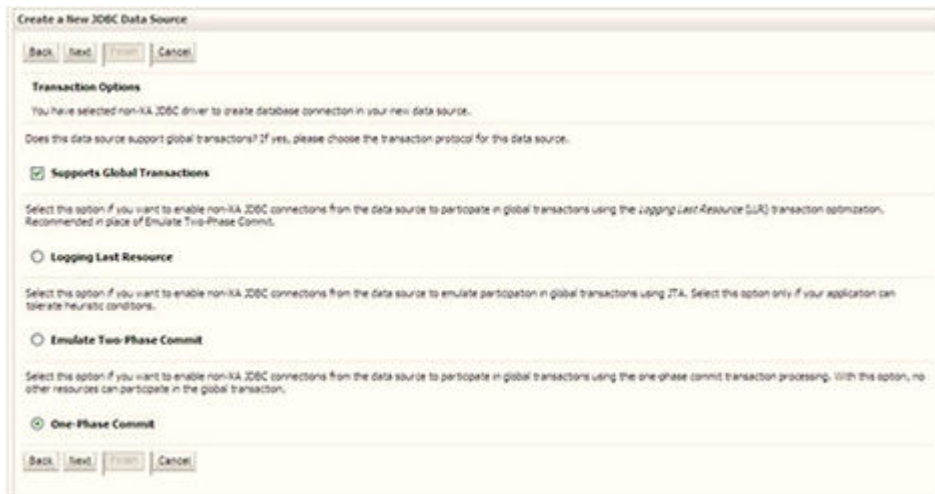 Create a New JDBC Data Source
Back Next Finish Cancel
Transaction Options
You have selected non-XA JDBC driver to create database connection in your new data source.
Does this data source support global transactions? If yes, please choose the transaction protocol for this data source.
Supports Global Transactions
Select this option if you want to enable non-XA JDBC connections from the data source to participate in global transactions using the Logging Last Resource (LLR) transaction optimization.
Recommended in place of Emulate Two-Phase Commit.
Logging Last Resource
Select this option if you want to enable non-XA JDBC connections from the data source to emulate participation in global transactions using JTA. Select this option only if your application can
tolerate heuristic conditions.
Emulate Two-Phase Commit
Select this option if you want to enable non-XA JDBC connections from the data source to participate in global transactions using the one-phase commit transaction processing. With this option, no
other resources can participate in the global transaction.
One-Phase Commit
Back Next Finish Cancel